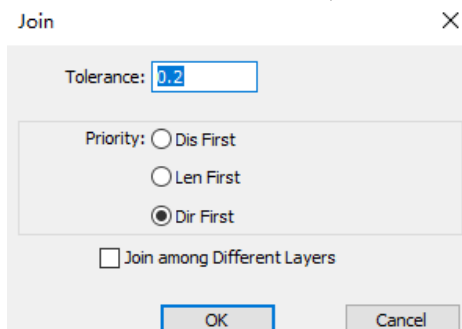 Join
Tolerance: 0.2
Priority: Dis First
Len First
Dir First
Join among Different Layers
OK Cancel